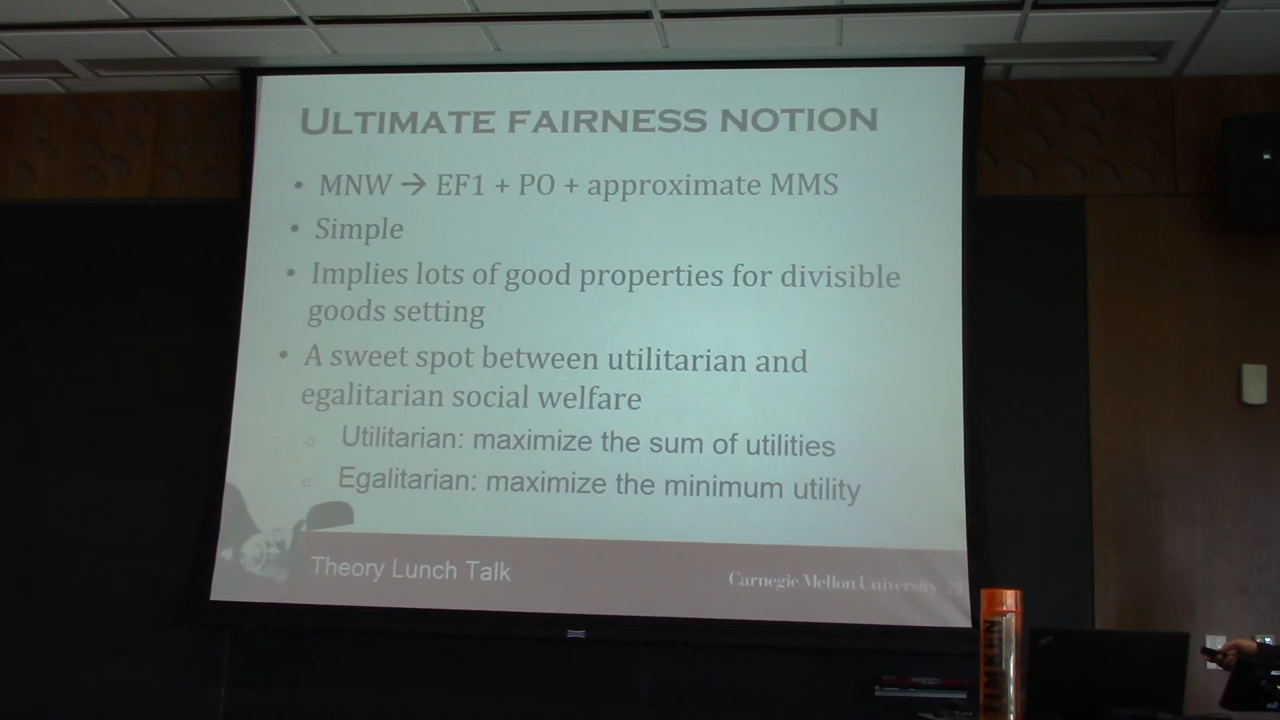 ULTIMATE FAIRNESS NOTION
• MNW → EF1 + PO + approximate MMS
• Simple
• Implies lots of good properties for divisible
goods setting
• A sweet spot between utilitarian and
egalitarian social welfare
○ Utilitarian: maximize the sum of utilities
○ Egalitarian: maximize the minimum utility
Theory Lunch Talk
Carnegie Mellon University
TIMKEN